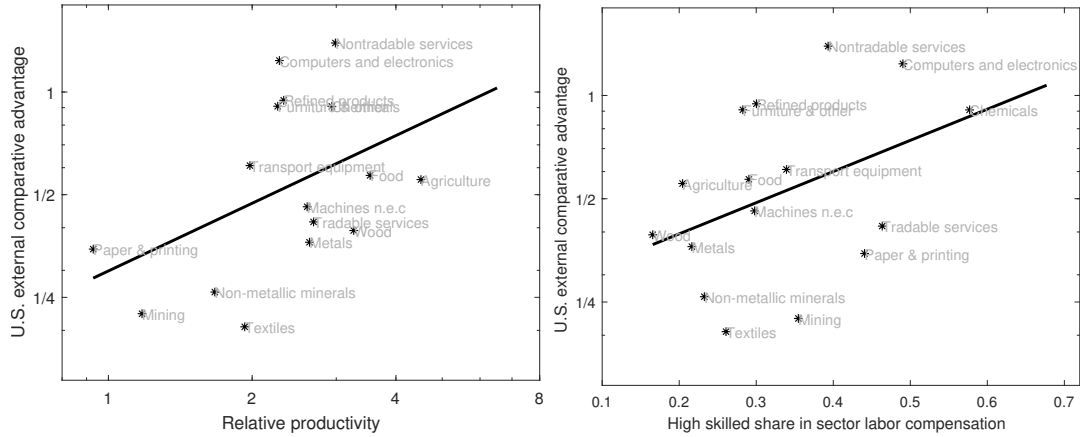 Nontradable services
Computers and electronics
Refined products
Furniture & other
Chemicals
Transport equipment
Food
Agriculture
Machines n.e.c
Tradable services
Wood
Metals
Paper & printing
Non-metallic minerals
Mining
Textiles
1
1/2
1/4
1
2
4
8
U.S. external comparative advantage
Relative productivity
Nontradable services
Computers and electronics
Refined products
Furniture & other
Chemicals
Transport equipment
Food
Agriculture
Machines n.e.c
Tradable services
Wood
Metals
Paper & printing
Non-metallic minerals
Mining
Textiles
1
1/2
1/4
0.1
0.2
0.3
0.4
0.5
0.6
0.7
U.S. external comparative advantage
High skilled share in sector labor compensation